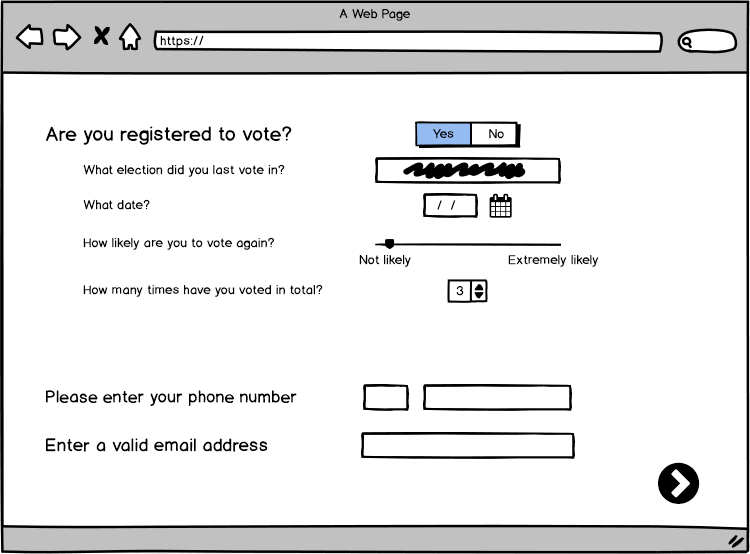 A Web Page
https://
Are you registered to vote? Yes No
What election did you last vote in?
What date? / /
How likely are you to vote again?
Not likely Extremely likely
How many times have you voted in total? 3
Please enter your phone number
Enter a valid email address